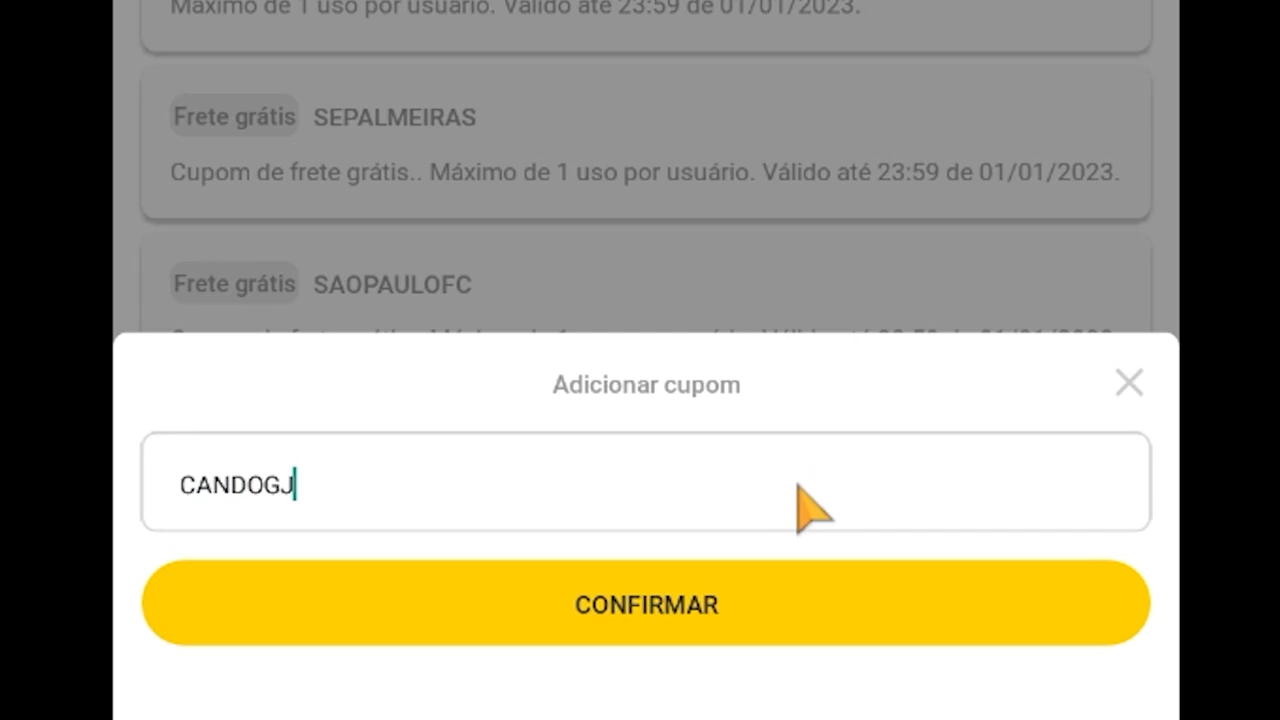 Máximo de 1 uso por usuário. Válido até 23:59 de 01/01/2023.
Frete grátis SEPALMEIRAS
Cupom de frete grátis.. Máximo de 1 uso por usuário. Válido até 23:59 de 01/01/2023.
Frete grátis SAOPAULOFC
Adicionar cupom
CANDOGJ
CONFIRMAR